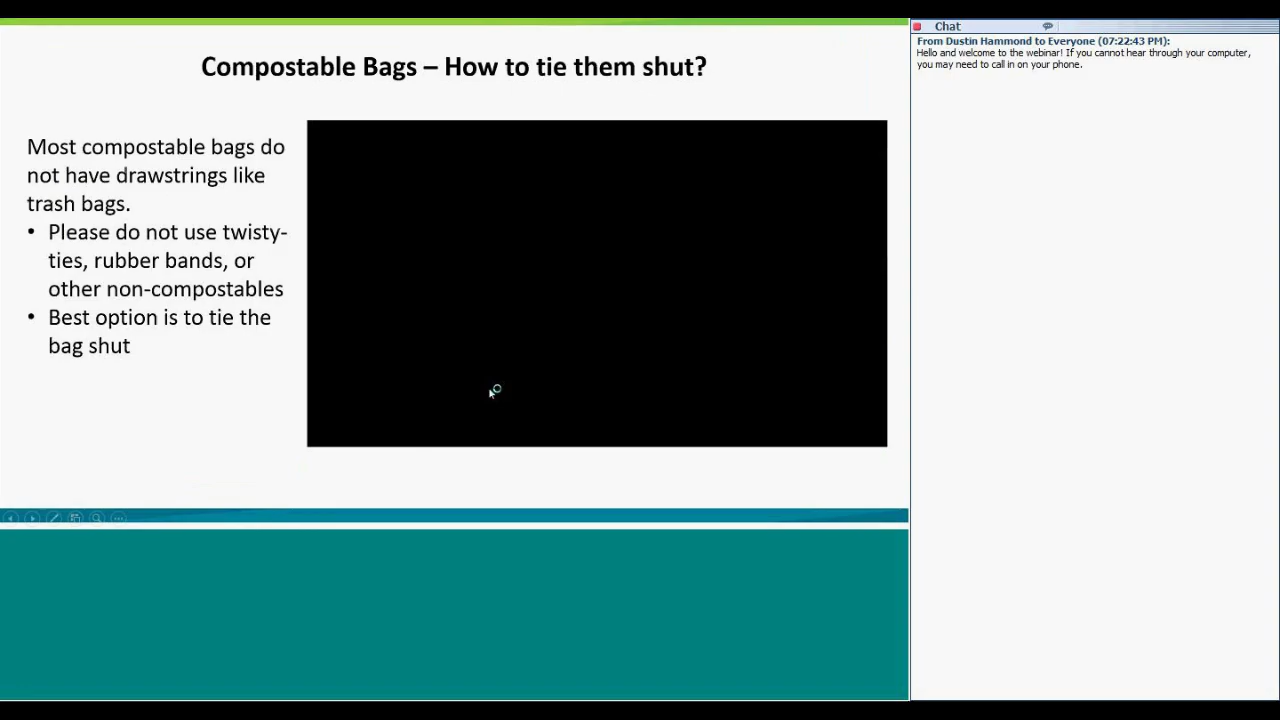 Compostable Bags – How to tie them shut?
Most compostable bags do
not have drawstrings like
trash bags.
• Please do not use twisty-
ties, rubber bands, or
other non-compostables
• Best option is to tie the
bag shut
Chat
From Dustin Hammond to Everyone (07:22:43 PM):
Hello and welcome to the webinar! If you cannot hear through your computer,
you may need to call in on your phone.